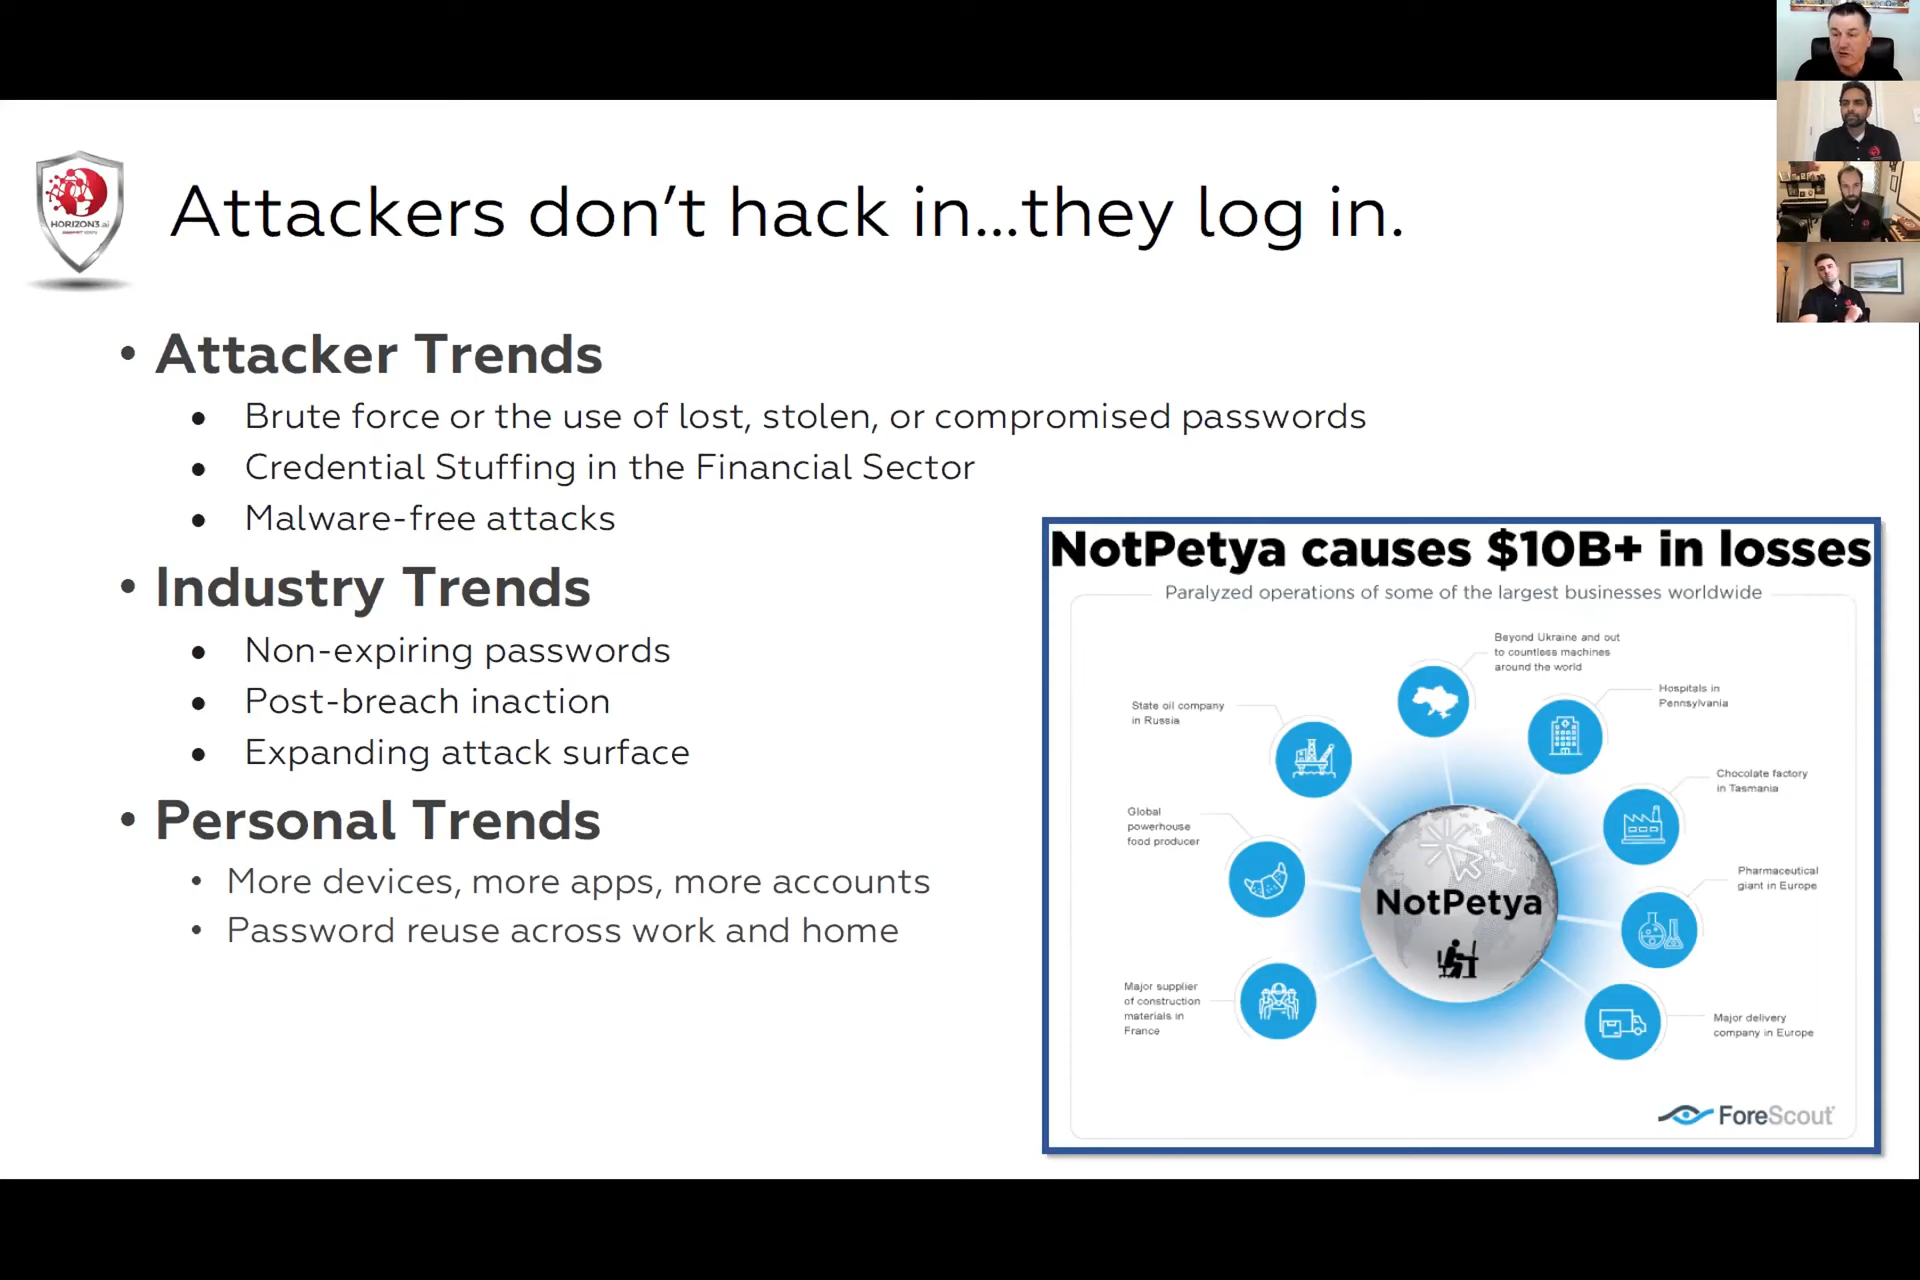 HORIZON3.ai
Attackers don't hack in...they log in.
• Attacker Trends
• Brute force or the use of lost, stolen, or compromised passwords
• Credential Stuffing in the Financial Sector
• Malware-free attacks
• Industry Trends
• Non-expiring passwords
• Post-breach inaction
• Expanding attack surface
• Personal Trends
• More devices, more apps, more accounts
• Password reuse across work and home
NotPetya causes $10B+ in losses
Paralyzed operations of some of the largest businesses worldwide
Beyond Ukraine and out
to countless machines
around the world
State oil company
in Russia
Hospitals in
Pennsylvania
Chocolate factory
in Tasmania
Global
powerhouse
food producer
Pharmaceutical
giant in Europe
NotPetya
Major supplier
of construction
materials in
France
Major delivery
company in Europe
ForeScout